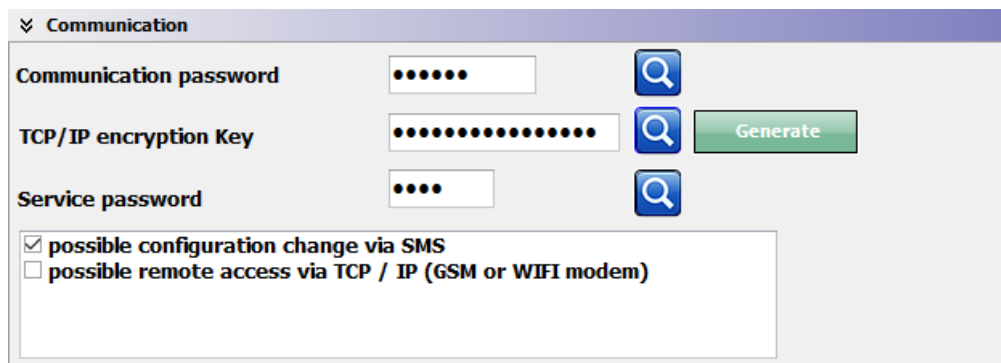 Communication
Communication password ••••••
TCP/IP encryption Key •••••••••••••••• Generate
Service password ••••
possible configuration change via SMS
possible remote access via TCP / IP (GSM or WIFI modem)